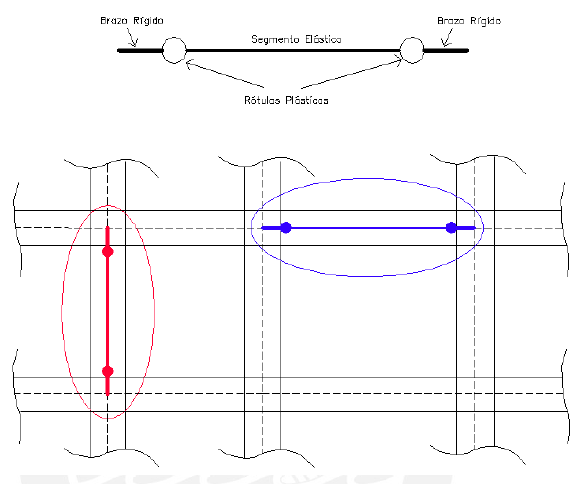 Brazo Rígido
Brazo Rígido
Segmento Elástico
Rótulas Plásticas